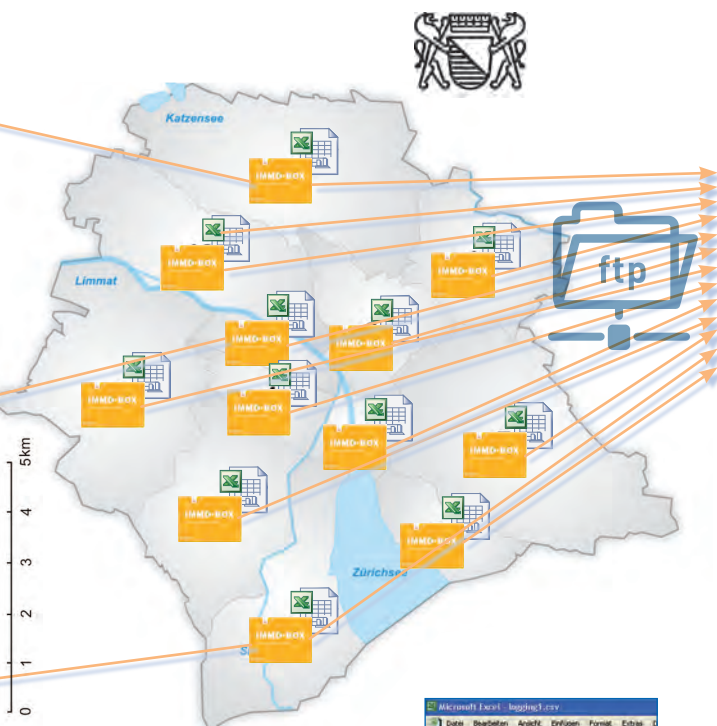 Katzensee
IMMD-BOX
IMMD-BOX
IMMD-BOX
ftp
Limmat
IMMD-BOX
IMMD-BOX
IMMD-BOX
IMMD-BOX
IMMD-BOX
IMMD-BOX
5km
4
3
2
1
0
IMMD-BOX
IMMD-BOX
Zürichsee
IMMD-BOX
Microsoft Excel - logging1.csv
Datei Bearbeiten Ansicht Einfügen Format Extras